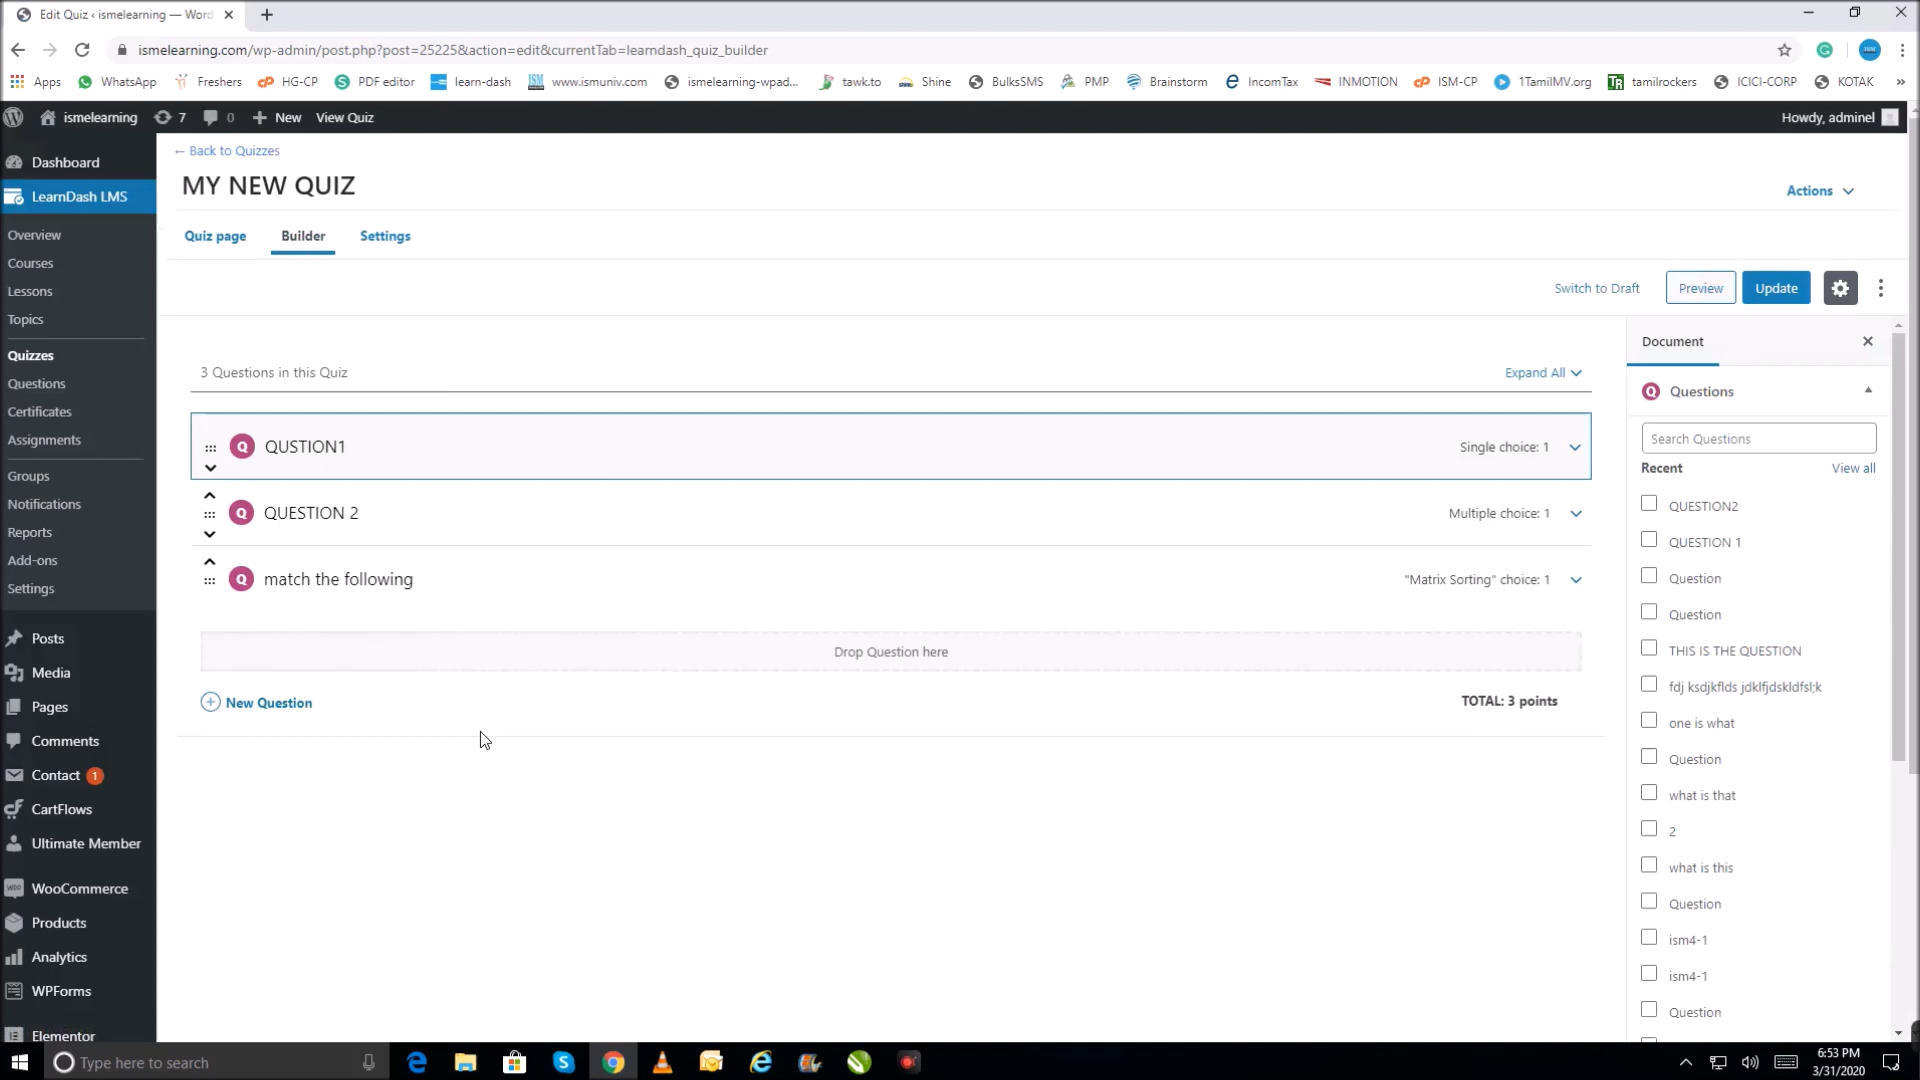 Edit Quiz ‹ ismelearning — Word
ismelearning.com/wp-admin/post.php?post=25225&action=edit&currentTab=learndash_quiz_builder
Apps WhatsApp Freshers HG-CP PDF editor learn-dash www.ismuniv.com ismelearning-wpad... tawk.to Shine BulksSMS PMP Brainstorm IncomTax INMOTION ISM-CP 1TamilMV.org tamilrockers ICICI-CORP KOTAK »
ismelearning 7 0 New View Quiz Howdy, adminel
Dashboard
LearnDash LMS
Overview
Courses
Lessons
Topics
Quizzes
Questions
Certificates
Assignments
Groups
Notifications
Reports
Add-ons
Settings
Posts
Media
Pages
Comments
Contact 1
CartFlows
Ultimate Member
WooCommerce
Products
Analytics
WPForms
Elementor
← Back to Quizzes
MY NEW QUIZ
Actions
Quiz page Builder Settings
Switch to Draft Preview Update
3 Questions in this Quiz Expand All
Q QUSTION1 Single choice: 1
Q QUESTION 2 Multiple choice: 1
Q match the following "Matrix Sorting" choice: 1
Drop Question here
New Question TOTAL: 3 points
Document
Q Questions
Search Questions
Recent View all
QUESTION2
QUESTION 1
Question
Question
THIS IS THE QUESTION
fdj ksdjkflds jdklfjdskldfsl;k
one is what
Question
what is that
2
what is this
Question
ism4-1
ism4-1
Question
Type here to search
6:53 PM
3/31/2020